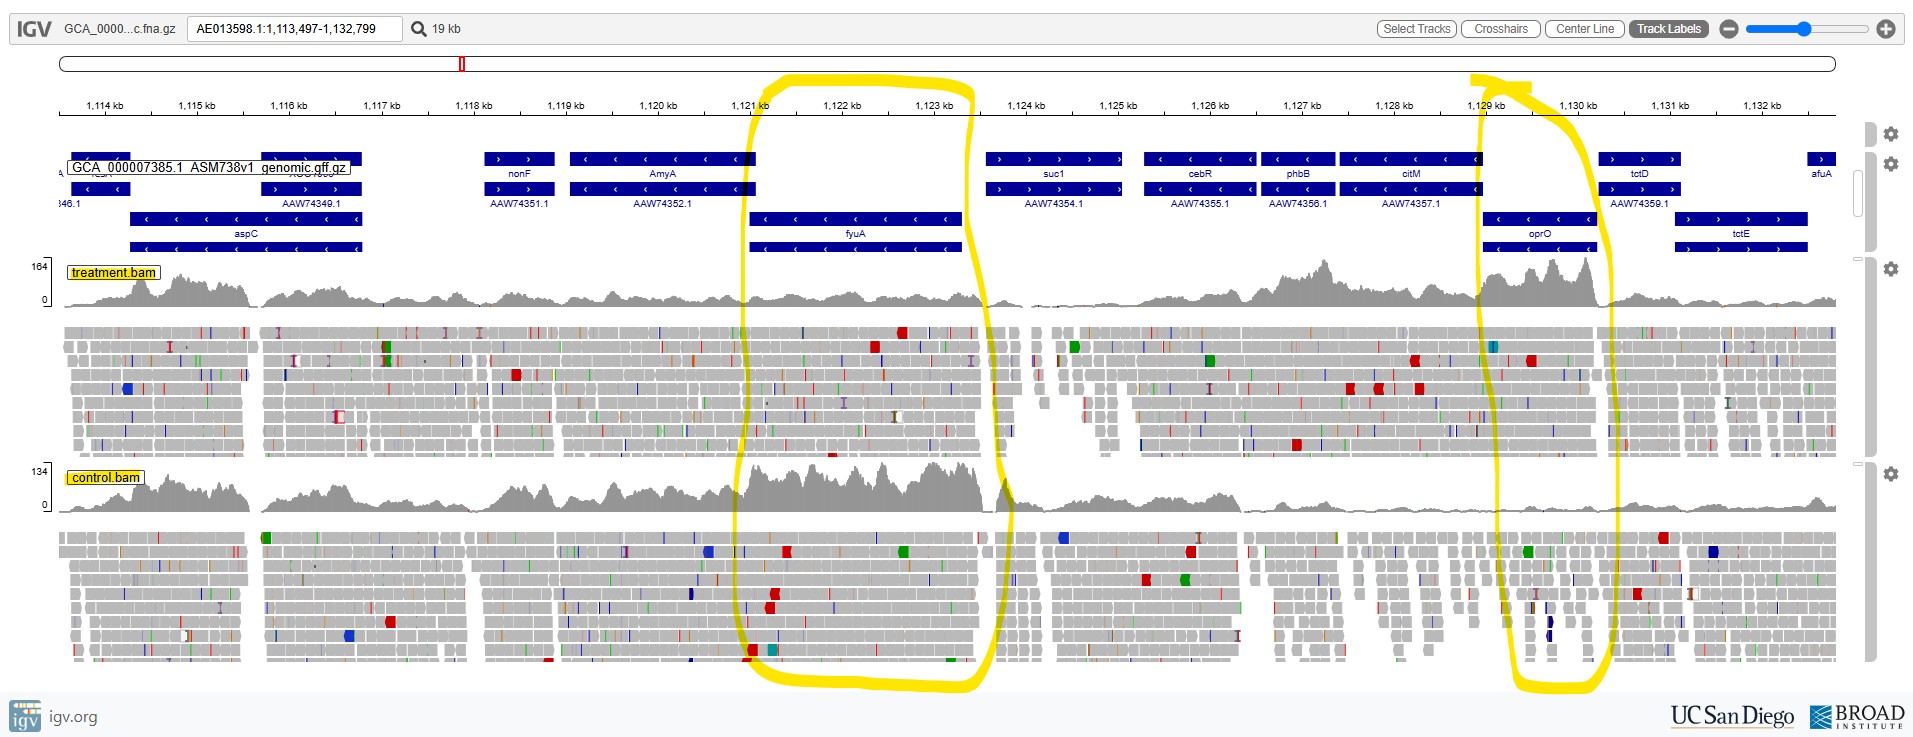 IGV GCA_0000...c.fna.gz AE013598.1:1,113,497-1,132,799 19 kb Select Tracks Crosshairs Center Line Track Labels
1,114 kb 1,115 kb 1,116 kb 1,117 kb 1,118 kb 1,119 kb 1,120 kb 1,121 kb 1,122 kb 1,123 kb 1,124 kb 1,125 kb 1,126 kb 1,127 kb 1,128 kb 1,129 kb 1,130 kb 1,131 kb 1,132 kb
GCA_000007385.1_ASM738v1_genomic.gff.gz
nonF AmyA suc1 cebR phbB citM tctD afuA
346.1 AAW74349.1 AAW74351.1 AAW74352.1 AAW74354.1 AAW74355.1 AAW74356.1 AAW74357.1 AAW74359.1
aspC fyuA oprO tctE
164
treatment.bam
0
134
control.bam
0
igv igv.org UC San Diego BROAD
INSTITUTE